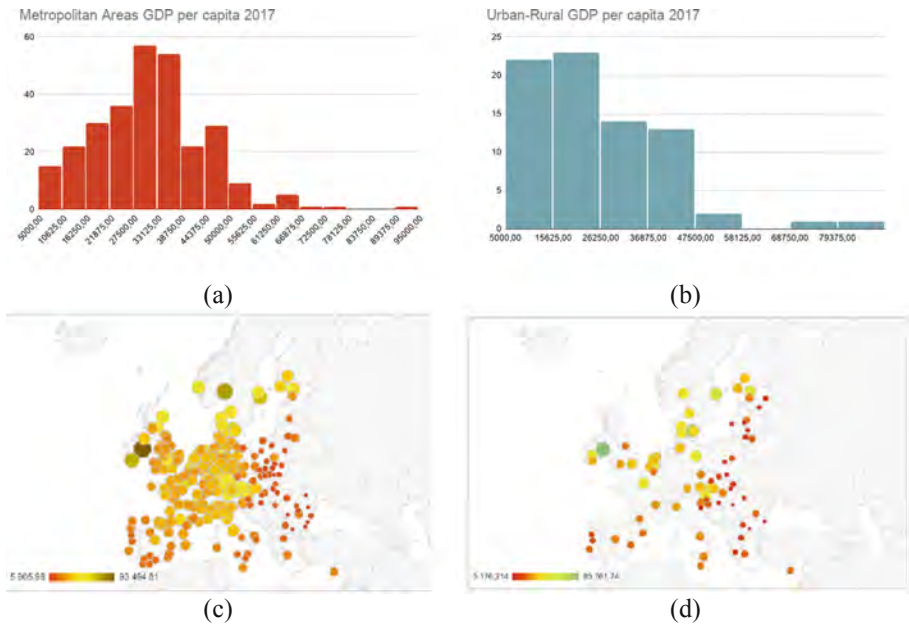 Metropolitan Areas GDP per capita 2017
60
40
20
0
5000,00 10625,00 16250,00 21875,00 27500,00 33125,00 38750,00 44375,00 50000,00 55625,00 61250,00 66875,00 72500,00 78125,00 83750,00 89375,00 95000,00
(a)
Urban-Rural GDP per capita 2017
25
20
15
10
5
0
5000,00 15625,00 26250,00 36875,00 47500,00 58125,00 68750,00 79375,00
(b)
(c)
(d)